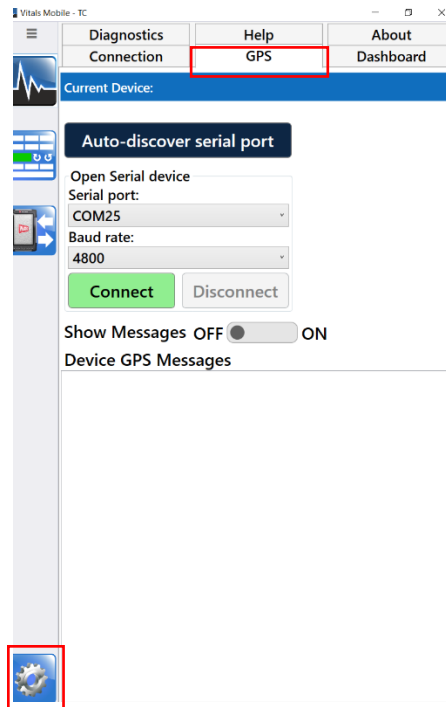 Vitals Mobile - TC
Diagnostics Help About
Connection GPS Dashboard
Current Device:
Auto-discover serial port
Open Serial device
Serial port:
COM25
Baud rate:
4800
Connect Disconnect
Show Messages OFF ON
Device GPS Messages